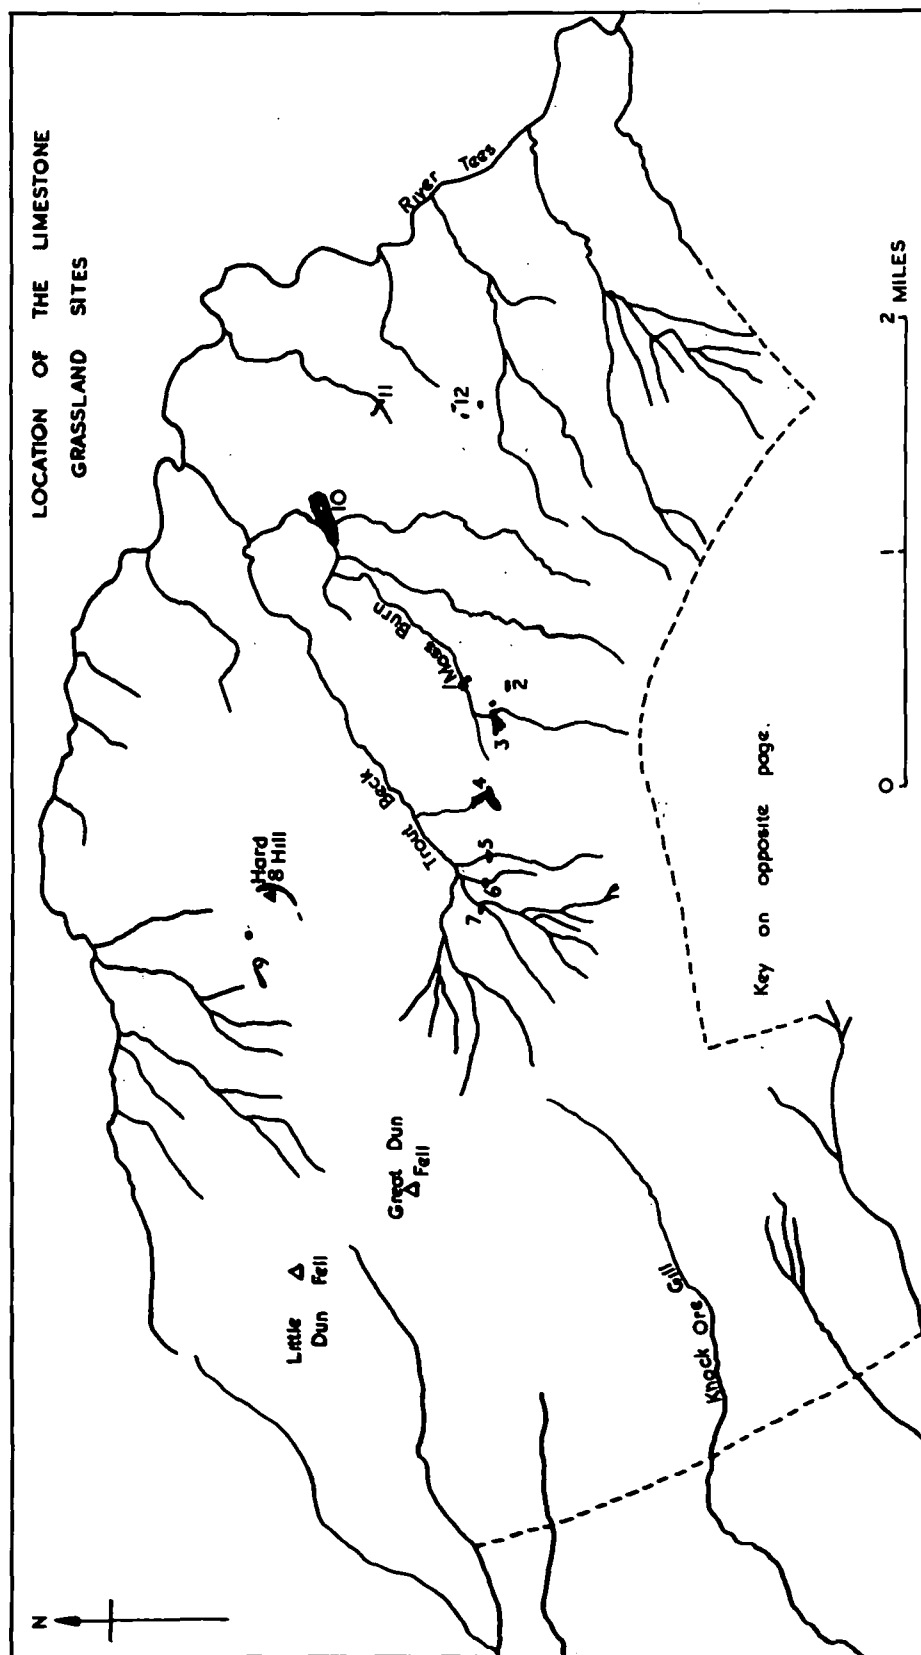 LOCATION OF THE LIMESTONE
GRASSLAND SITES
N
River Tees
Little
Dun Fell
Great Dun
Fell
Hard
Hill
8
9
Trout Beck
Moss Burn
1
2
3
4
5
6
7
10
11
12
Knock Ore Gill
Key on opposite page.
0
1
2 MILES